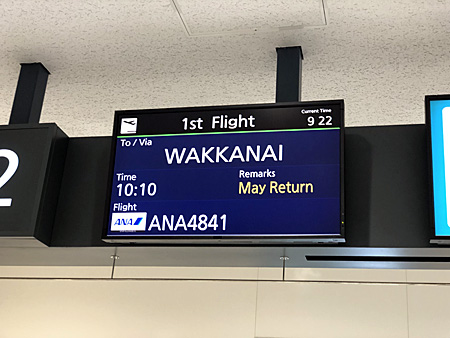 2
1st Flight
Current Time
9 22
To / Via
WAKKANAI
Time
Remarks
10:10
May Return
Flight
ANA
ANA4841